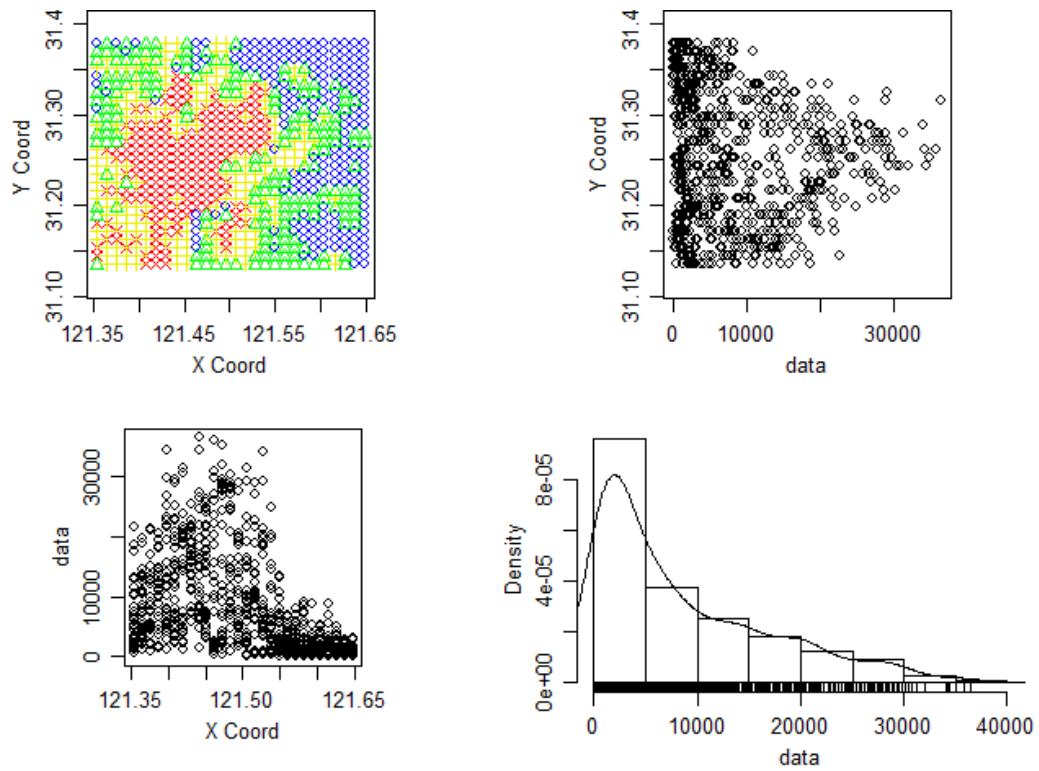 31.4
31.30
31.20
31.10
Y Coord
121.35 121.45 121.55 121.65
X Coord
31.4
31.30
31.20
31.10
Y Coord
0 10000 30000
data
30000
10000
0
data
121.35 121.50 121.65
X Coord
8e-05
4e-05
0e+00
Density
0 10000 20000 30000 40000
data